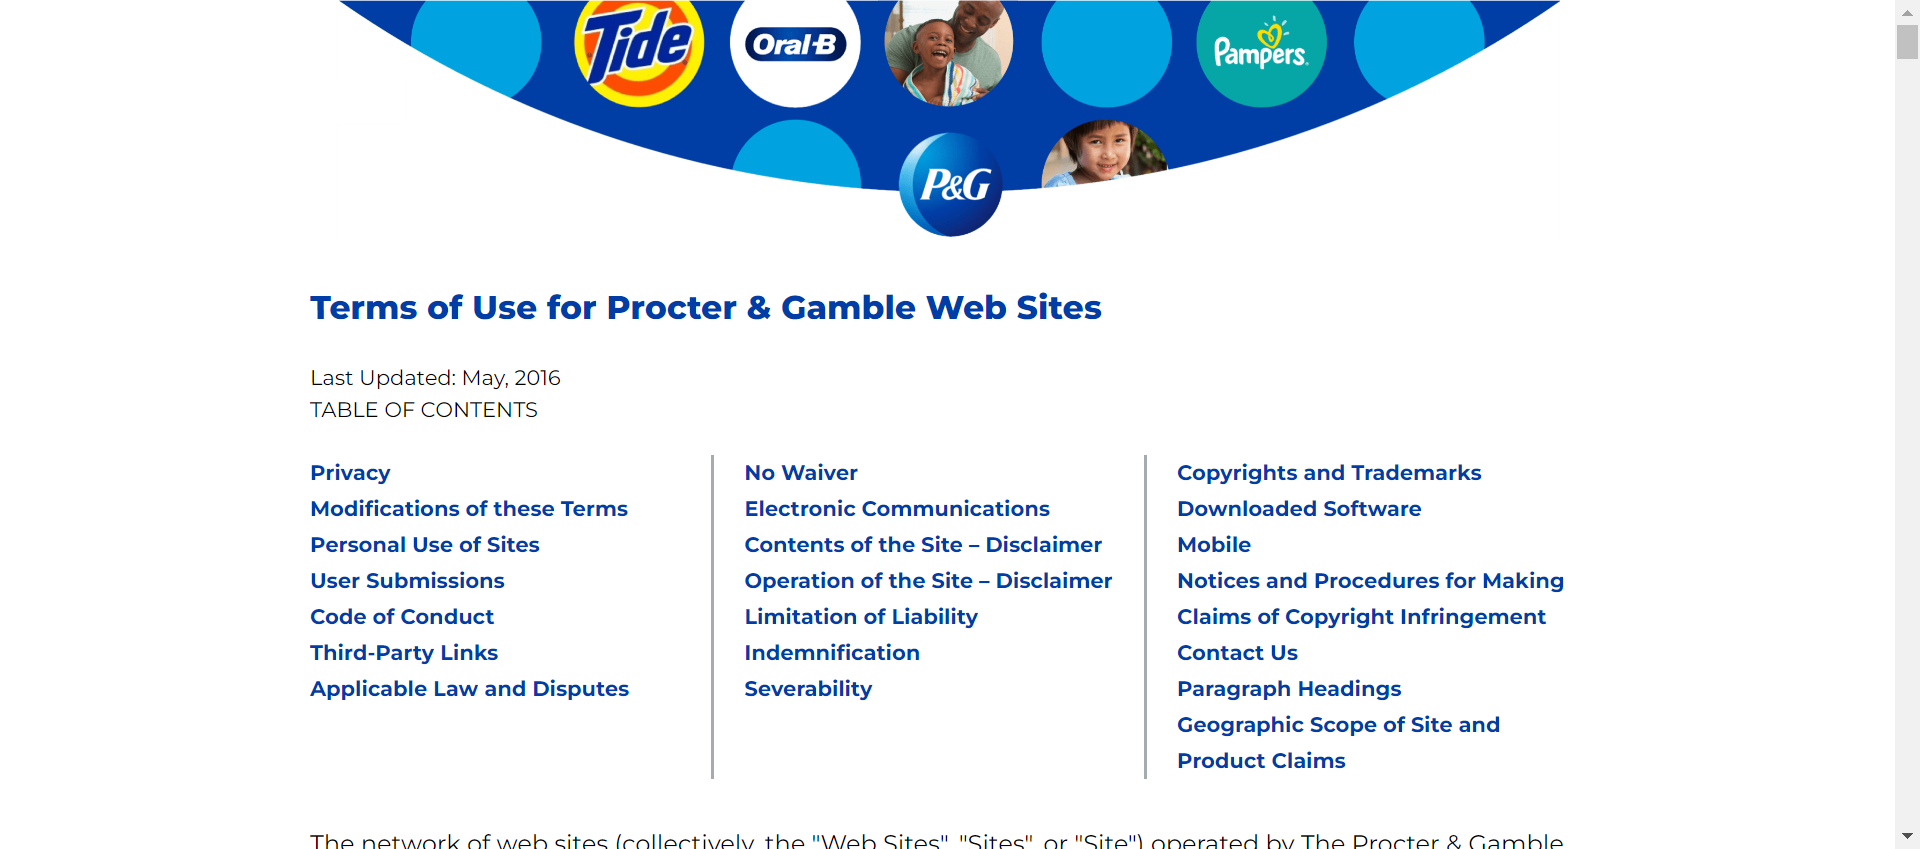 Tide
Oral-B
Pampers
P&G
Terms of Use for Procter & Gamble Web Sites
Last Updated: May, 2016
TABLE OF CONTENTS
Privacy
Modifications of these Terms
Personal Use of Sites
User Submissions
Code of Conduct
Third-Party Links
Applicable Law and Disputes
No Waiver
Electronic Communications
Contents of the Site – Disclaimer
Operation of the Site – Disclaimer
Limitation of Liability
Indemnification
Severability
Copyrights and Trademarks
Downloaded Software
Mobile
Notices and Procedures for Making
Claims of Copyright Infringement
Contact Us
Paragraph Headings
Geographic Scope of Site and
Product Claims
The network of web sites (collectively, the "Web Sites", "Sites", or "Site") operated by The Procter & Gamble